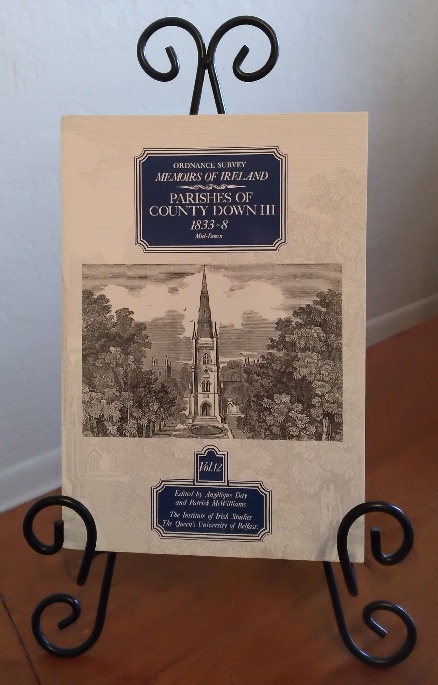 ORDNANCE SURVEY
MEMOIRS OF IRELAND
PARISHES OF
COUNTY DOWN III
1833-8
Mid-Down
Vol.12
Edited by Angélique Day
and Patrick McWilliams
The Institute of Irish Studies
The Queen's University of Belfast.